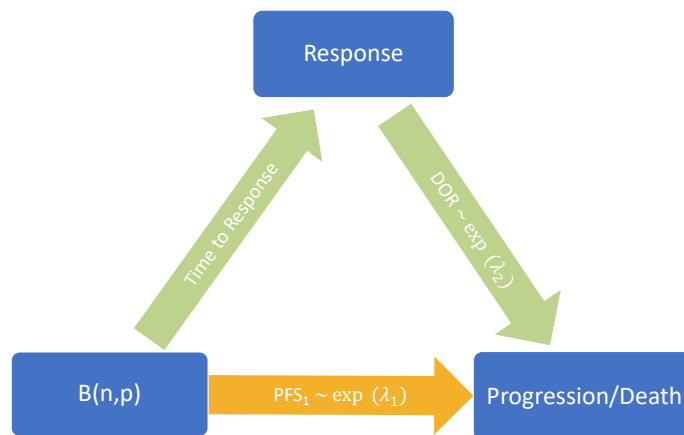 Response
Time to Response
DOR ~ exp (λ₂)
B(n,p)
PFS₁ ~ exp (λ₁)
Progression/Death